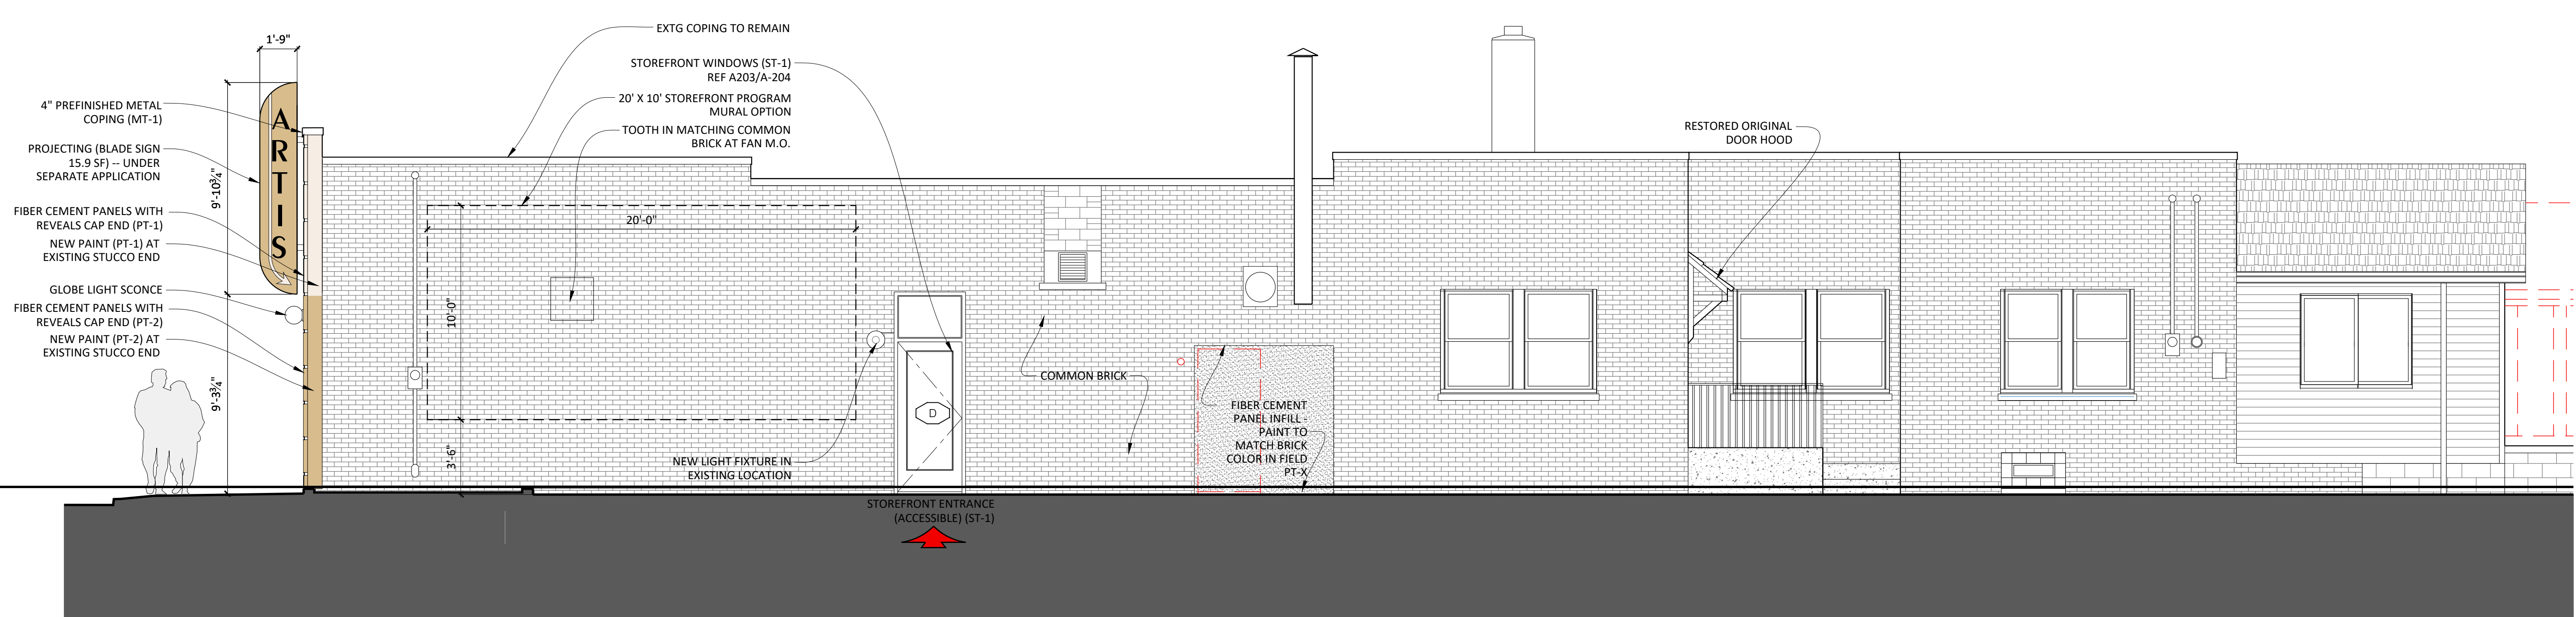 1'-9"
4" PREFINISHED METAL
COPING (MT-1)
PROJECTING (BLADE SIGN
15.9 SF) -- UNDER
SEPARATE APPLICATION
FIBER CEMENT PANELS WITH
REVEALS CAP END (PT-1)
NEW PAINT (PT-1) AT
EXISTING STUCCO END
GLOBE LIGHT SCONCE
FIBER CEMENT PANELS WITH
REVEALS CAP END (PT-2)
NEW PAINT (PT-2) AT
EXISTING STUCCO END
9'-10¾"
9'-3¾"
ARTIS
EXTG COPING TO REMAIN
STOREFRONT WINDOWS (ST-1)
REF A203/A-204
20' X 10' STOREFRONT PROGRAM
MURAL OPTION
TOOTH IN MATCHING COMMON
BRICK AT FAN M.O.
20'-0"
10'-0"
3'-6"
NEW LIGHT FIXTURE IN
EXISTING LOCATION
D
STOREFRONT ENTRANCE
(ACCESSIBLE) (ST-1)
COMMON BRICK
FIBER CEMENT
PANEL INFILL -
PAINT TO
MATCH BRICK
COLOR IN FIELD
PT-X
RESTORED ORIGINAL
DOOR HOOD